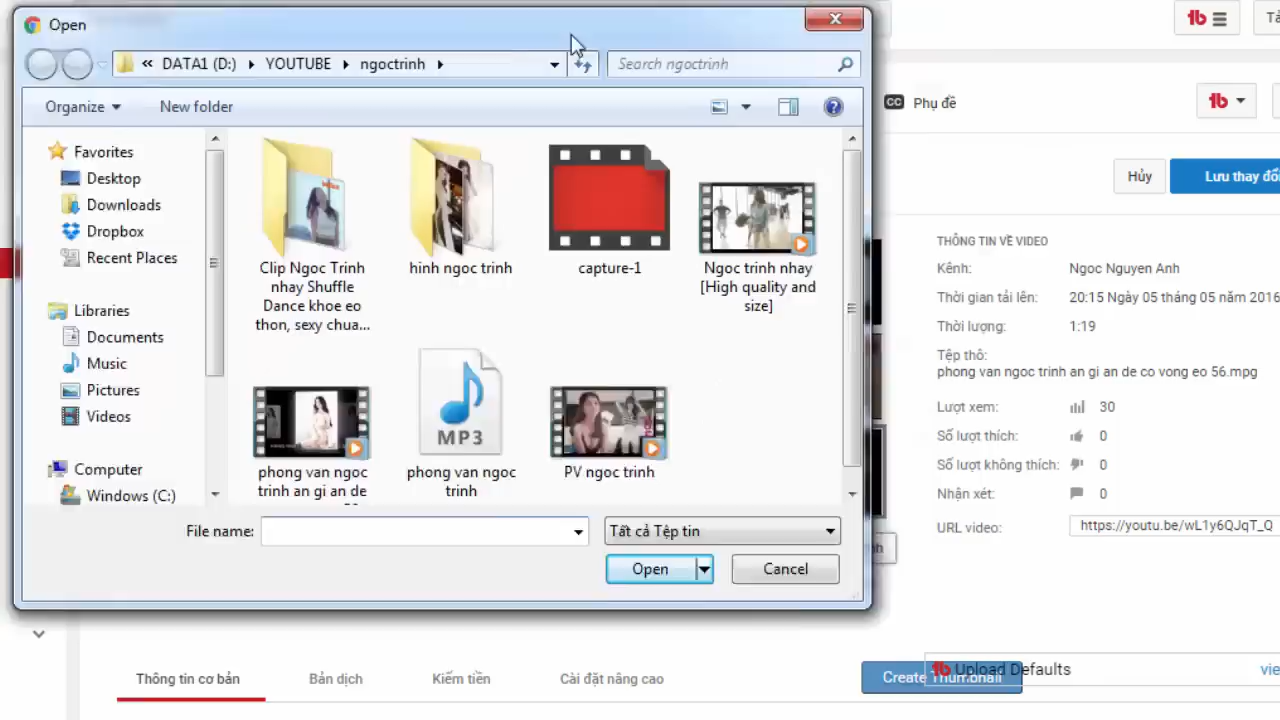 Open
DATA1 (D:)
YOUTUBE
ngoctrinh
Search ngoctrinh
Organize
New folder
Favorites
Desktop
Downloads
Dropbox
Recent Places
Libraries
Documents
Music
Pictures
Videos
Computer
Windows (C:)
Clip Ngoc Trinh
nhay Shuffle
Dance khoe eo
thon, sexy chua...
hinh ngoc trinh
capture-1
Ngoc trinh nhay
[High quality and
size]
phong van ngoc
trinh an gi an de
MP3
phong van ngoc
trinh
PV ngoc trinh
File name:
Tất cả Tệp tin
Open
Cancel
CC Phụ đề
Hủy
Lưu thay đổi
THÔNG TIN VỀ VIDEO
Kênh: Ngoc Nguyen Anh
Thời gian tải lên: 20:15 Ngày 05 tháng 05 năm 2016
Thời lượng: 1:19
Tệp thô:
phong van ngoc trinh an gi an de co vong eo 56.mpg
Lượt xem: 30
Số lượt thích: 0
Số lượt không thích: 0
Nhận xét: 0
URL video: https://youtu.be/wL1y6QJqT_Q
Thông tin cơ bản
Bản dịch
Kiếm tiền
Cài đặt nâng cao
Create Thumbnail
Upload Defaults